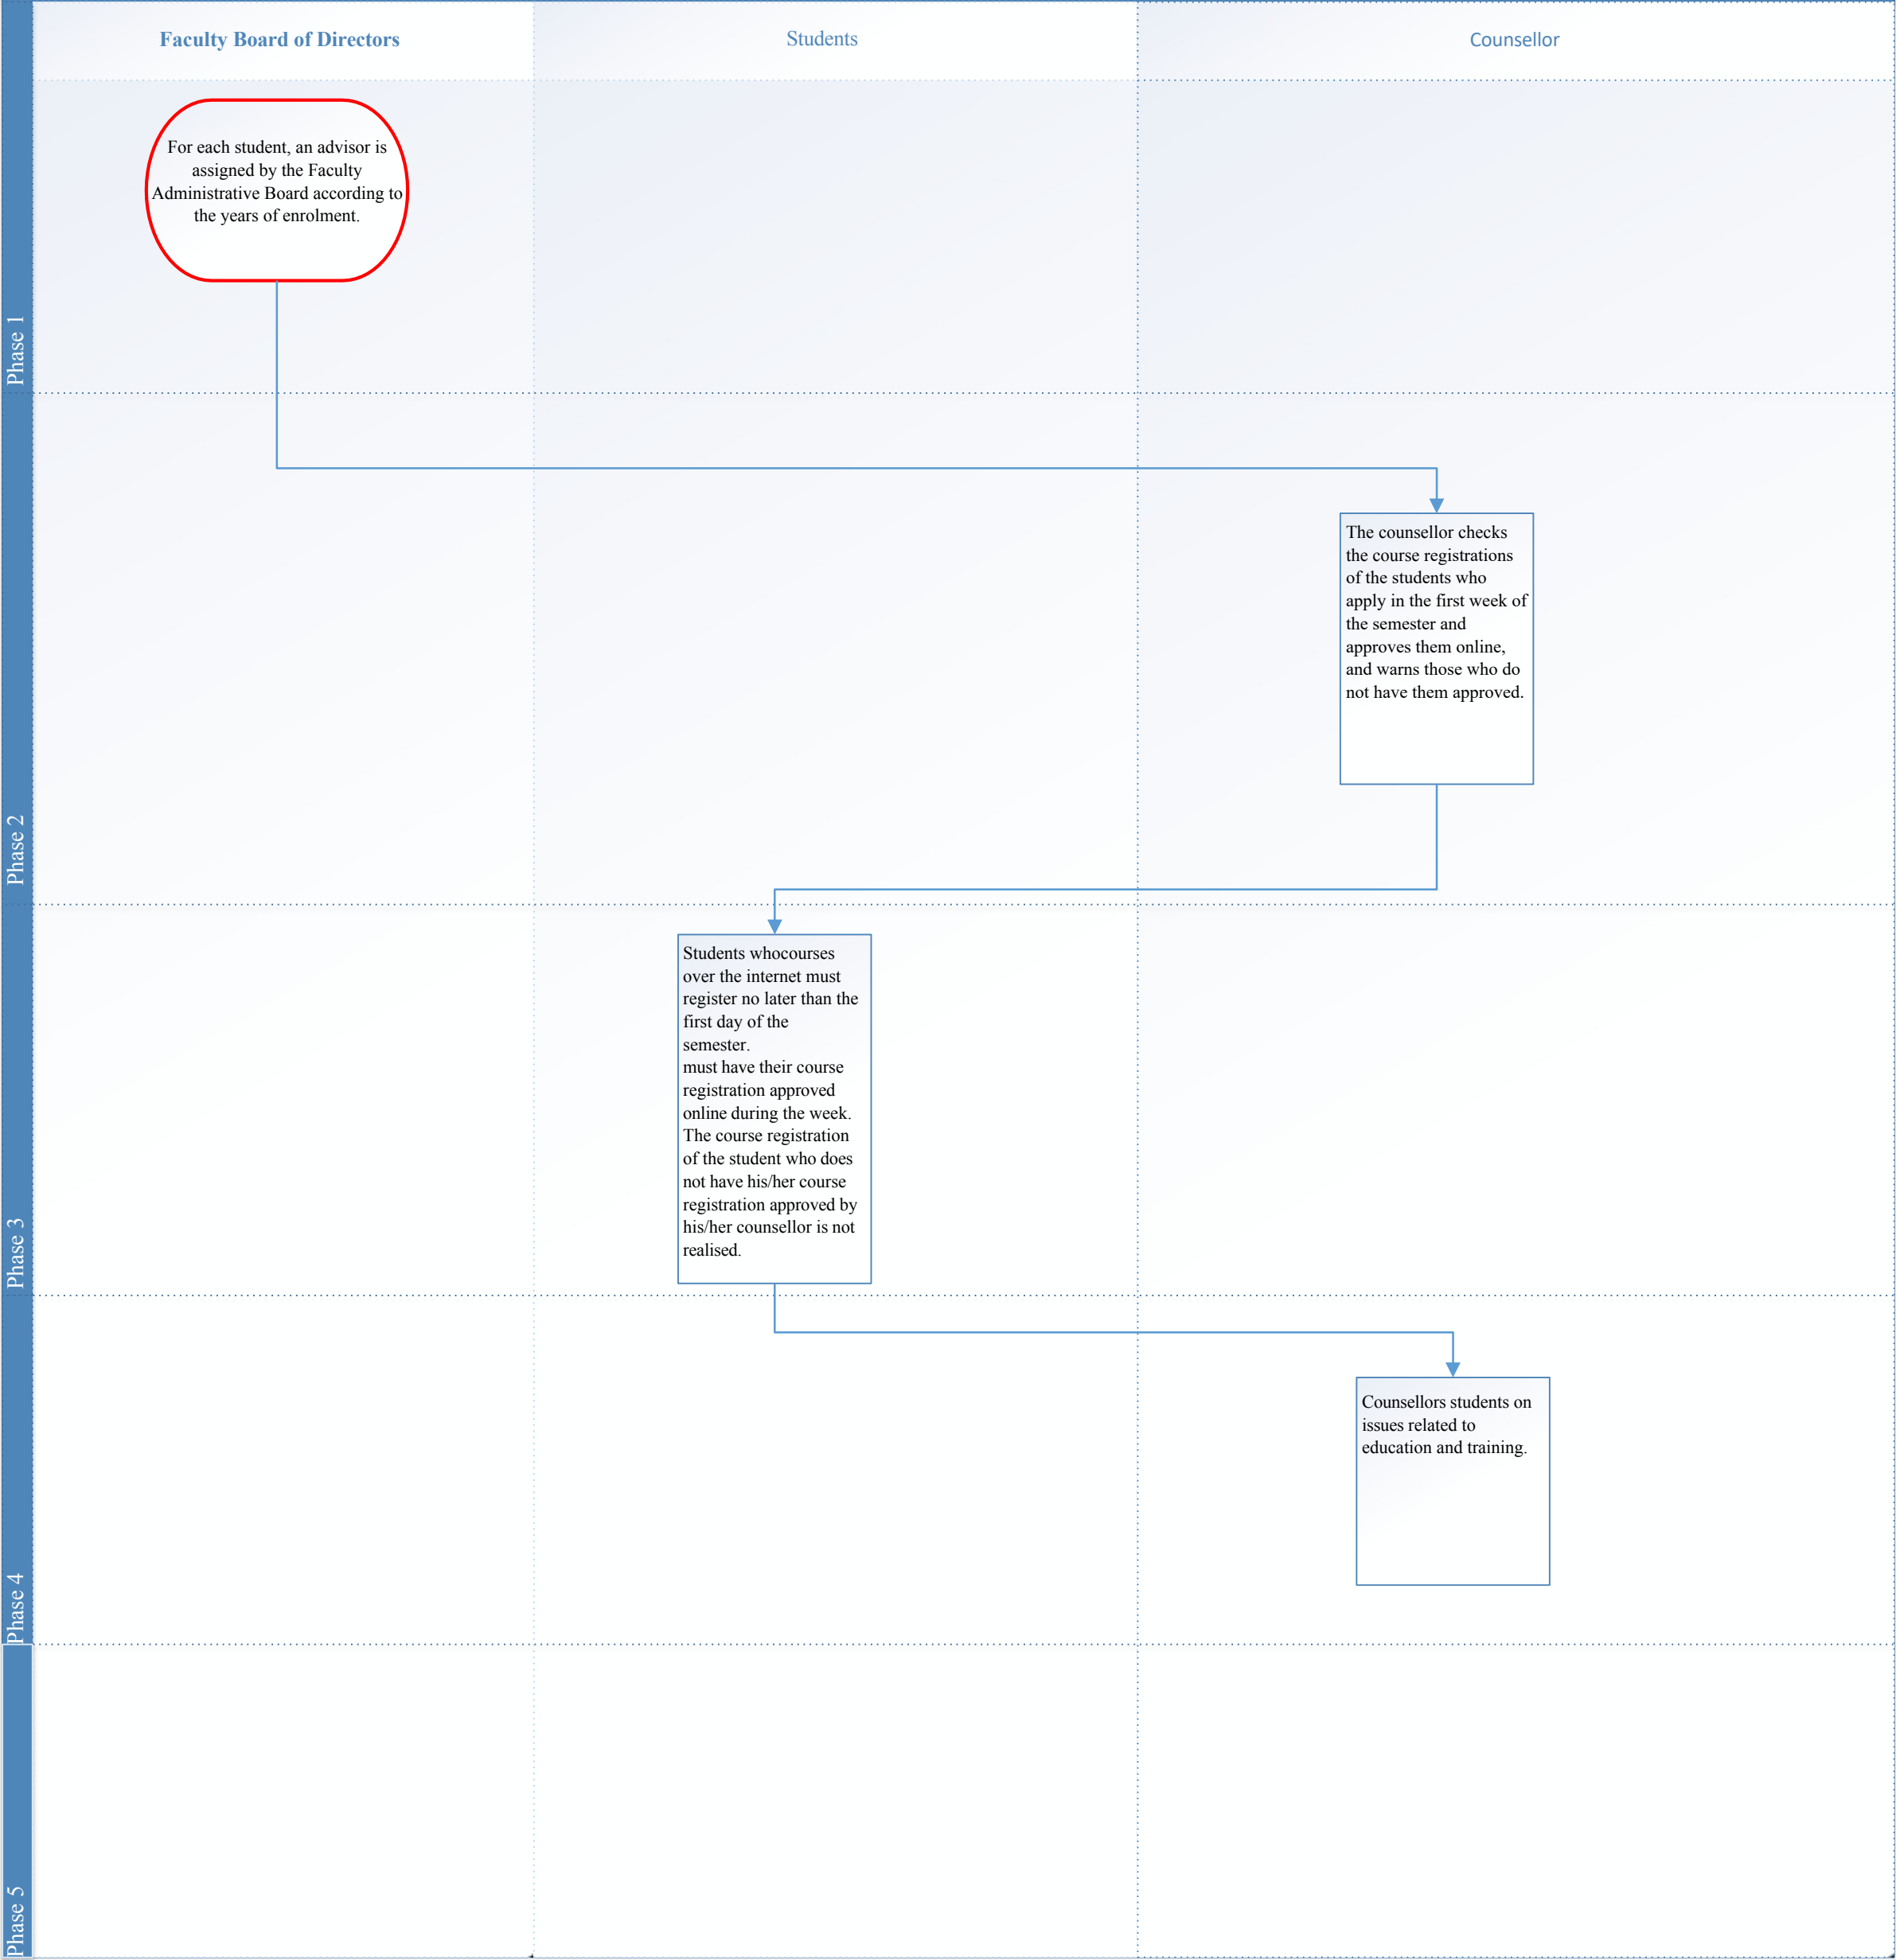 Faculty Board of Directors
Students
Counsellor
For each student, an advisor is
assigned by the Faculty
Administrative Board according to
the years of enrolment.
Phase 1
The counsellor checks
the course registrations
of the students who
apply in the first week of
the semester and
approves them online,
and warns those who do
not have them approved.
Phase 2
Students whocourses
over the internet must
register no later than the
first day of the
semester.
must have their course
registration approved
online during the week.
The course registration
of the student who does
not have his/her course
registration approved by
his/her counsellor is not
realised.
Phase 3
Counsellors students on
issues related to
education and training.
Phase 4
Phase 5